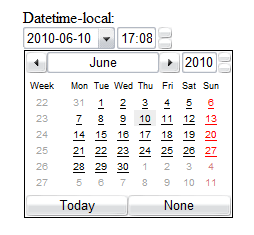 Datetime-local:
2010-06-10 17:08
June 2010
Week Mon Tue Wed Thu Fri Sat Sun
22 31 1 2 3 4 5 6
23 7 8 9 10 11 12 13
24 14 15 16 17 18 19 20
25 21 22 23 24 25 26 27
26 28 29 30 1 2 3 4
27 5 6 7 8 9 10 11
Today None